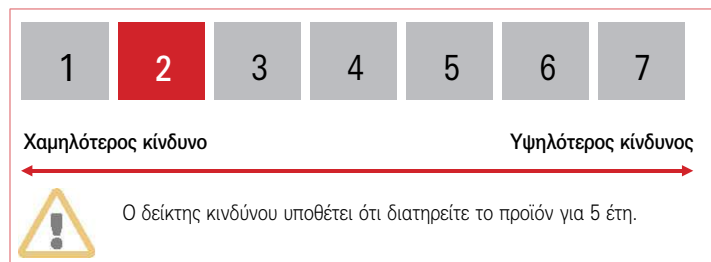 1 2 3 4 5 6 7
Χαμηλότερος κίνδυνο Υψηλότερος κίνδυνος
Ο δείκτης κινδύνου υποθέτει ότι διατηρείτε το προϊόν για 5 έτη.